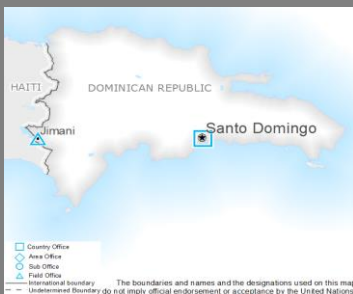 HAITI
DOMINICAN REPUBLIC
Jimani
Santo Domingo
Country Office
Area Office
Sub Office
Field Office
International boundary
Undetermined Boundary
The boundaries and names and the designations used on this map
do not imply official endorsement or acceptance by the United Nations